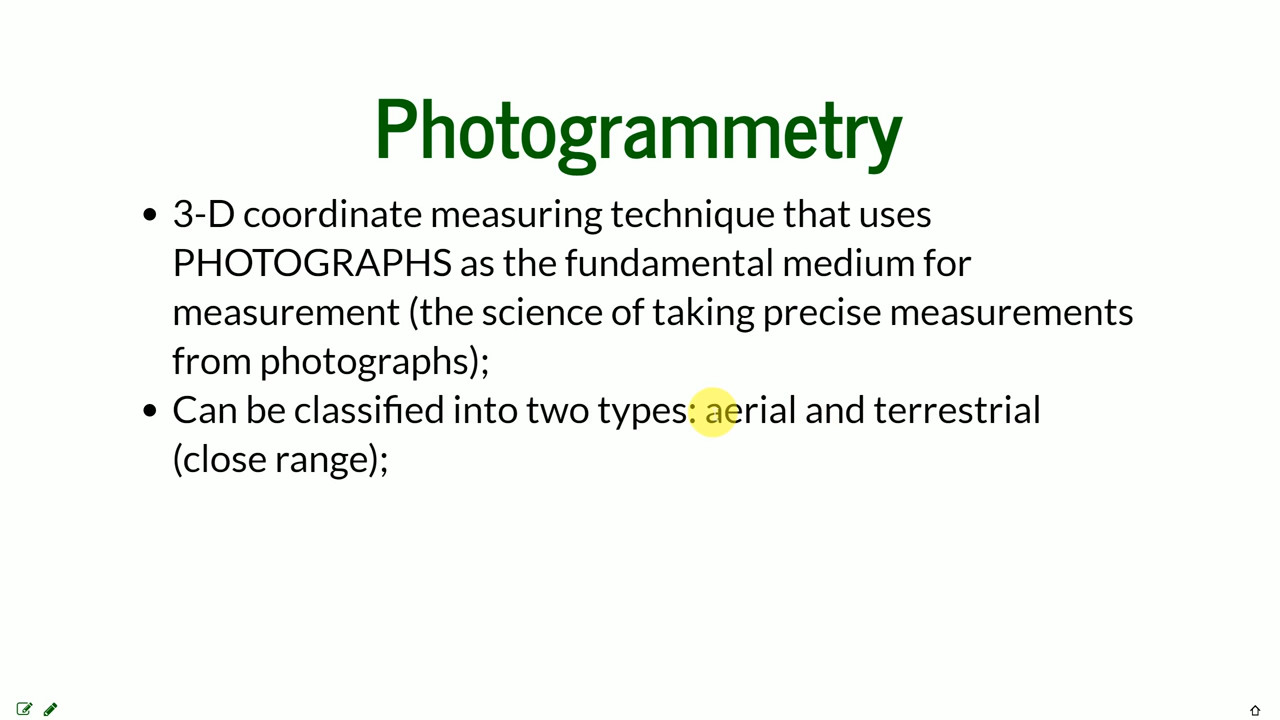 Photogrammetry
• 3-D coordinate measuring technique that uses
PHOTOGRAPHS as the fundamental medium for
measurement (the science of taking precise measurements
from photographs);
• Can be classified into two types: aerial and terrestrial
(close range);